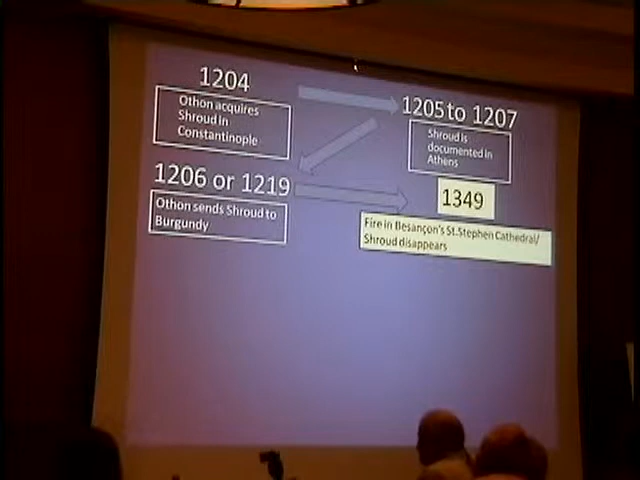 1204
Othon acquires
Shroud in
Constantinople
1205 to 1207
Shroud is
documented in
Athens
1206 or 1219
Othon sends Shroud to
Burgundy
1349
Fire in Besançon's St.Stephen Cathedral/
Shroud disappears